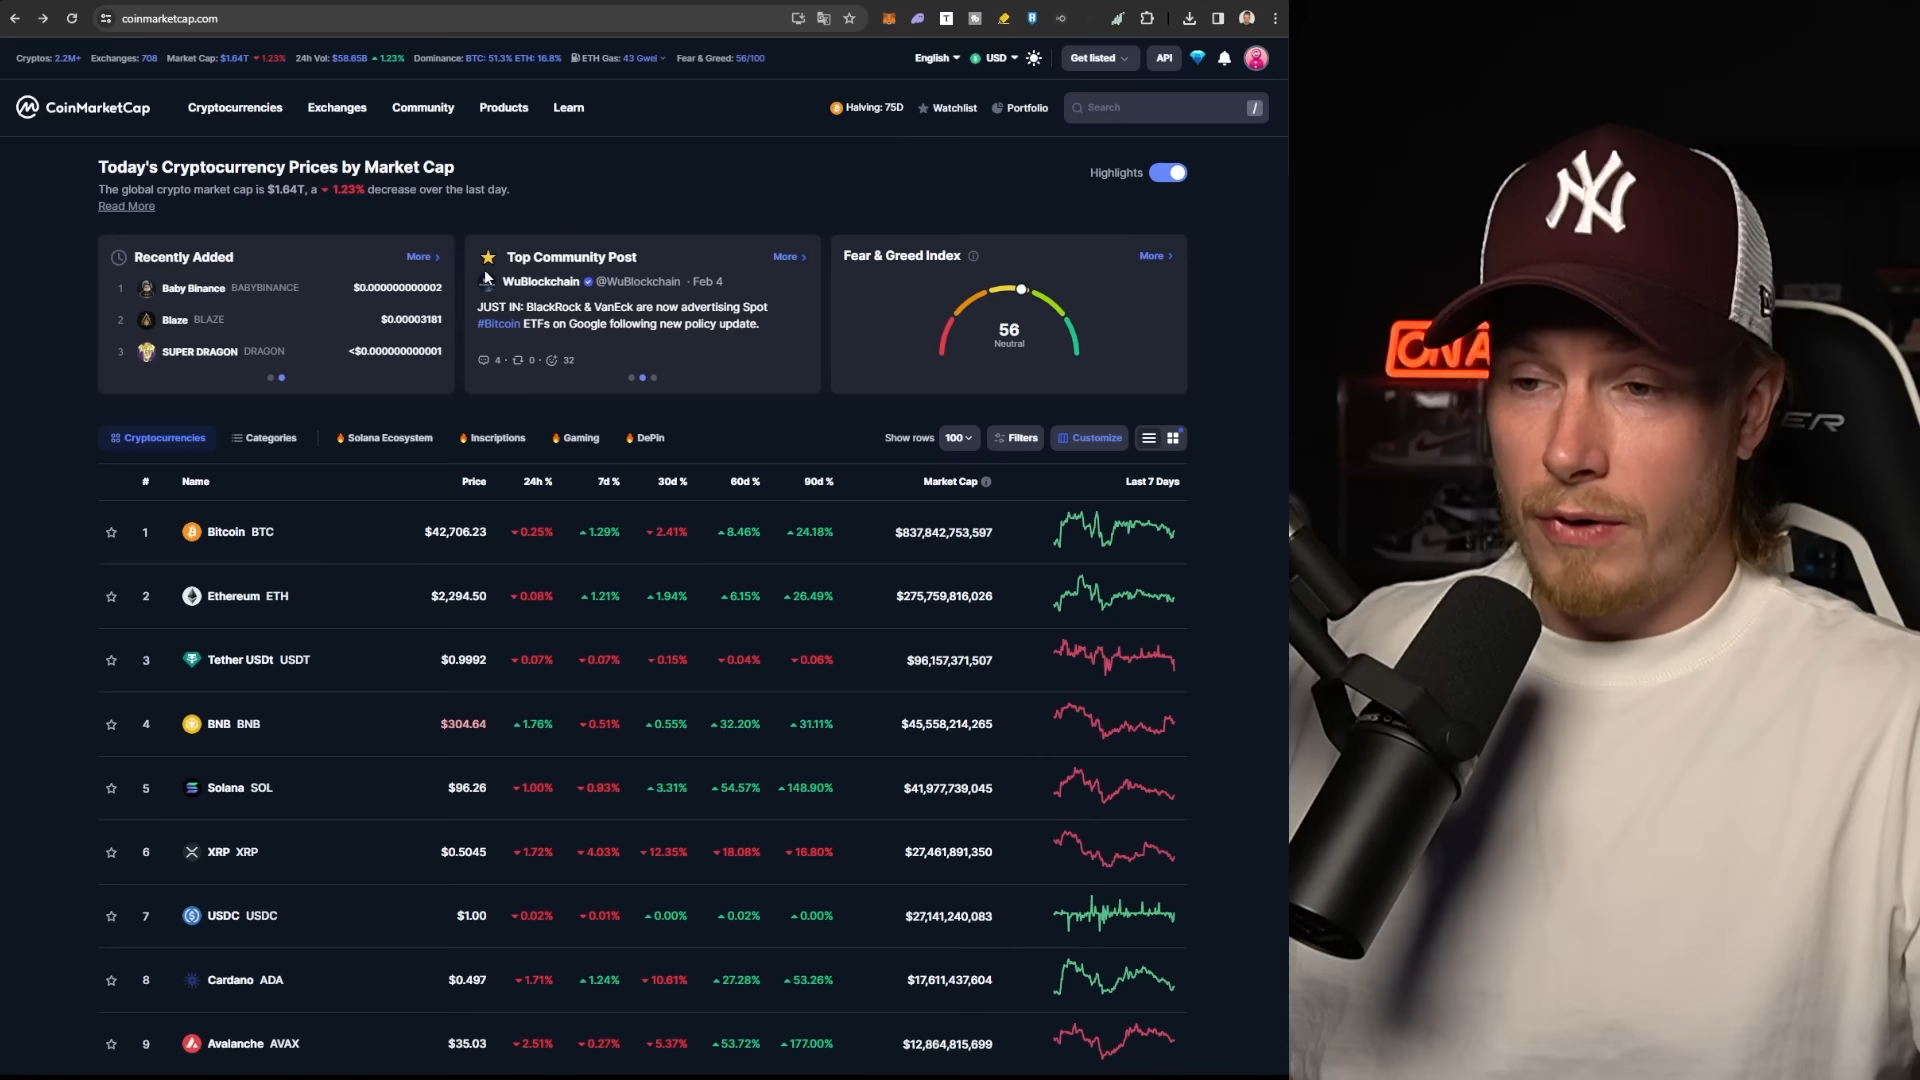 coinmarketcap.com
Cryptos: 2.2M+ Exchanges: 708 Market Cap: $1.64T 1.23% 24h Vol: $58.65B 1.23% Dominance: BTC: 51.3% ETH: 16.8% ETH Gas: 43 Gwei Fear & Greed: 56/100
English USD Get listed API
CoinMarketCap Cryptocurrencies Exchanges Community Products Learn
Halving: 75D Watchlist Portfolio Search /
Today's Cryptocurrency Prices by Market Cap
Highlights
The global crypto market cap is $1.64T, a 1.23% decrease over the last day.
Read More
Recently Added More
1 Baby BInance BABYBINANCE $0.000000000002
2 Blaze BLAZE $0.00003181
3 SUPER DRAGON DRAGON <$0.000000000001
Top Community Post More
WuBlockchain @WuBlockchain · Feb 4
JUST IN: BlackRock & VanEck are now advertising Spot
#Bitcoin ETFs on Google following new policy update.
4 · 0 · 32
Fear & Greed Index More
56
Neutral
Cryptocurrencies Categories Solana Ecosystem Inscriptions Gaming DePin
Show rows 100 Filters Customize
# Name Price 24h % 7d % 30d % 60d % 90d % Market Cap Last 7 Days
1 Bitcoin BTC $42,706.23 0.25% 1.29% 2.41% 8.46% 24.18% $837,842,753,597
2 Ethereum ETH $2,294.50 0.08% 1.21% 1.94% 6.15% 26.49% $275,759,816,026
3 Tether USDt USDT $0.9992 0.07% 0.07% 0.15% 0.04% 0.06% $96,157,371,507
4 BNB BNB $304.64 1.76% 0.51% 0.55% 32.20% 31.11% $45,558,214,265
5 Solana SOL $96.26 1.00% 0.93% 3.31% 54.57% 148.90% $41,977,739,045
6 XRP XRP $0.5045 1.72% 4.03% 12.35% 18.08% 16.80% $27,461,891,350
7 USDC USDC $1.00 0.02% 0.01% 0.00% 0.02% 0.00% $27,141,240,083
8 Cardano ADA $0.497 1.71% 1.24% 10.61% 27.28% 53.26% $17,611,437,604
9 Avalanche AVAX $35.03 2.51% 0.27% 5.37% 53.72% 177.00% $12,864,815,699
NY
ON A
ER